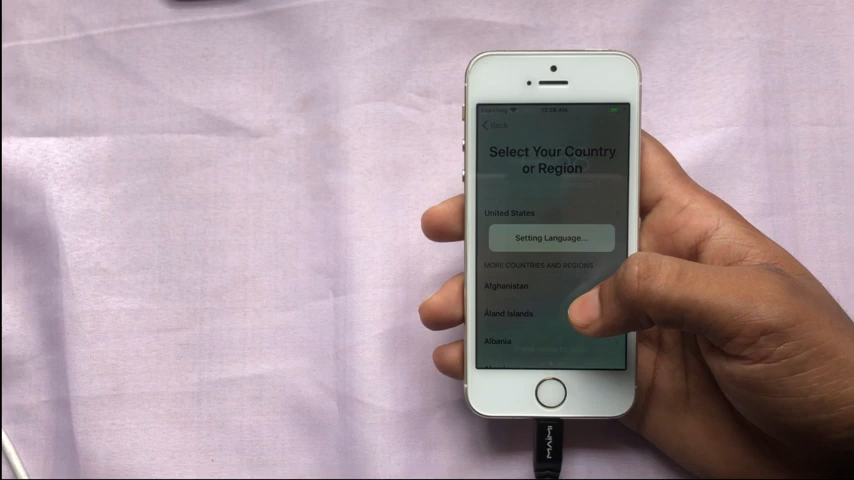 Back
Select Your Country
or Region
United States
Setting Language...
MORE COUNTRIES AND REGIONS
Afghanistan
Åland Islands
Albania